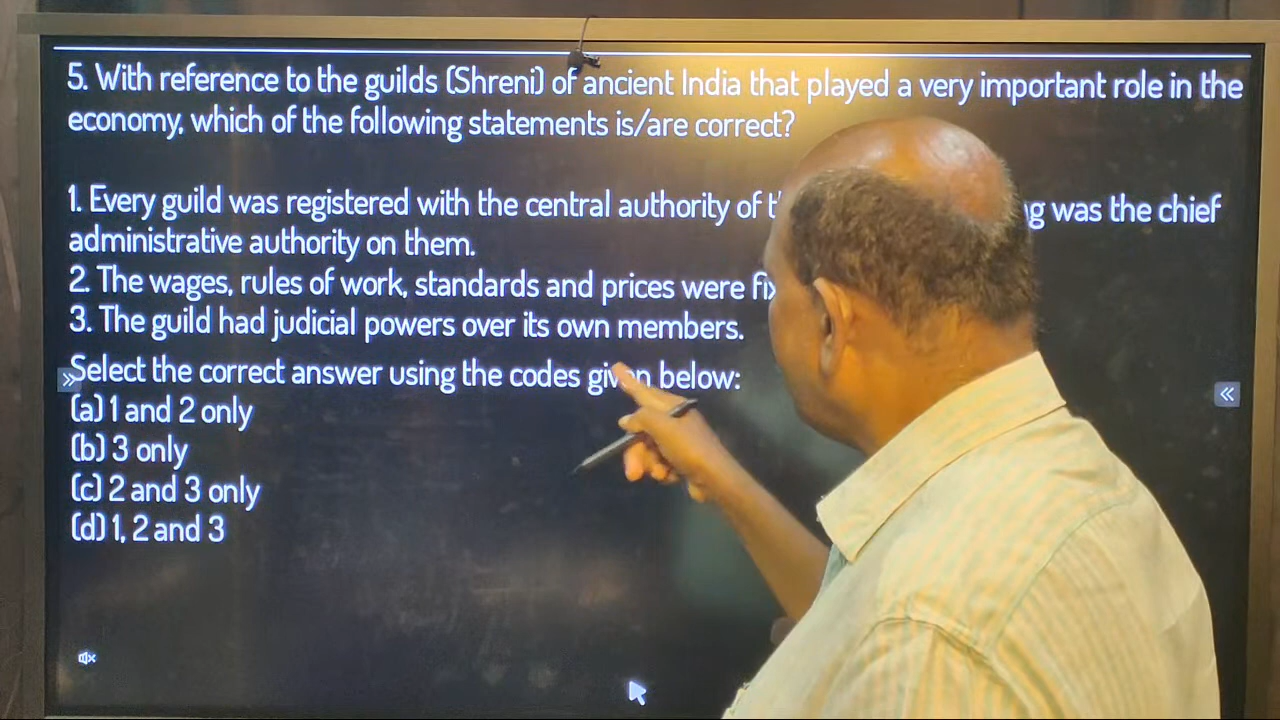 5. With reference to the guilds (Shreni) of ancient India that played a very important role in the
economy, which of the following statements is/are correct?
1. Every guild was registered with the central authority of was the chief
administrative authority on them.
2. The wages, rules of work, standards and prices were
3. The guild had judicial powers over its own members.
Select the correct answer using the codes given below:
(a) 1 and 2 only
(b) 3 only
(c) 2 and 3 only
(d) 1, 2 and 3